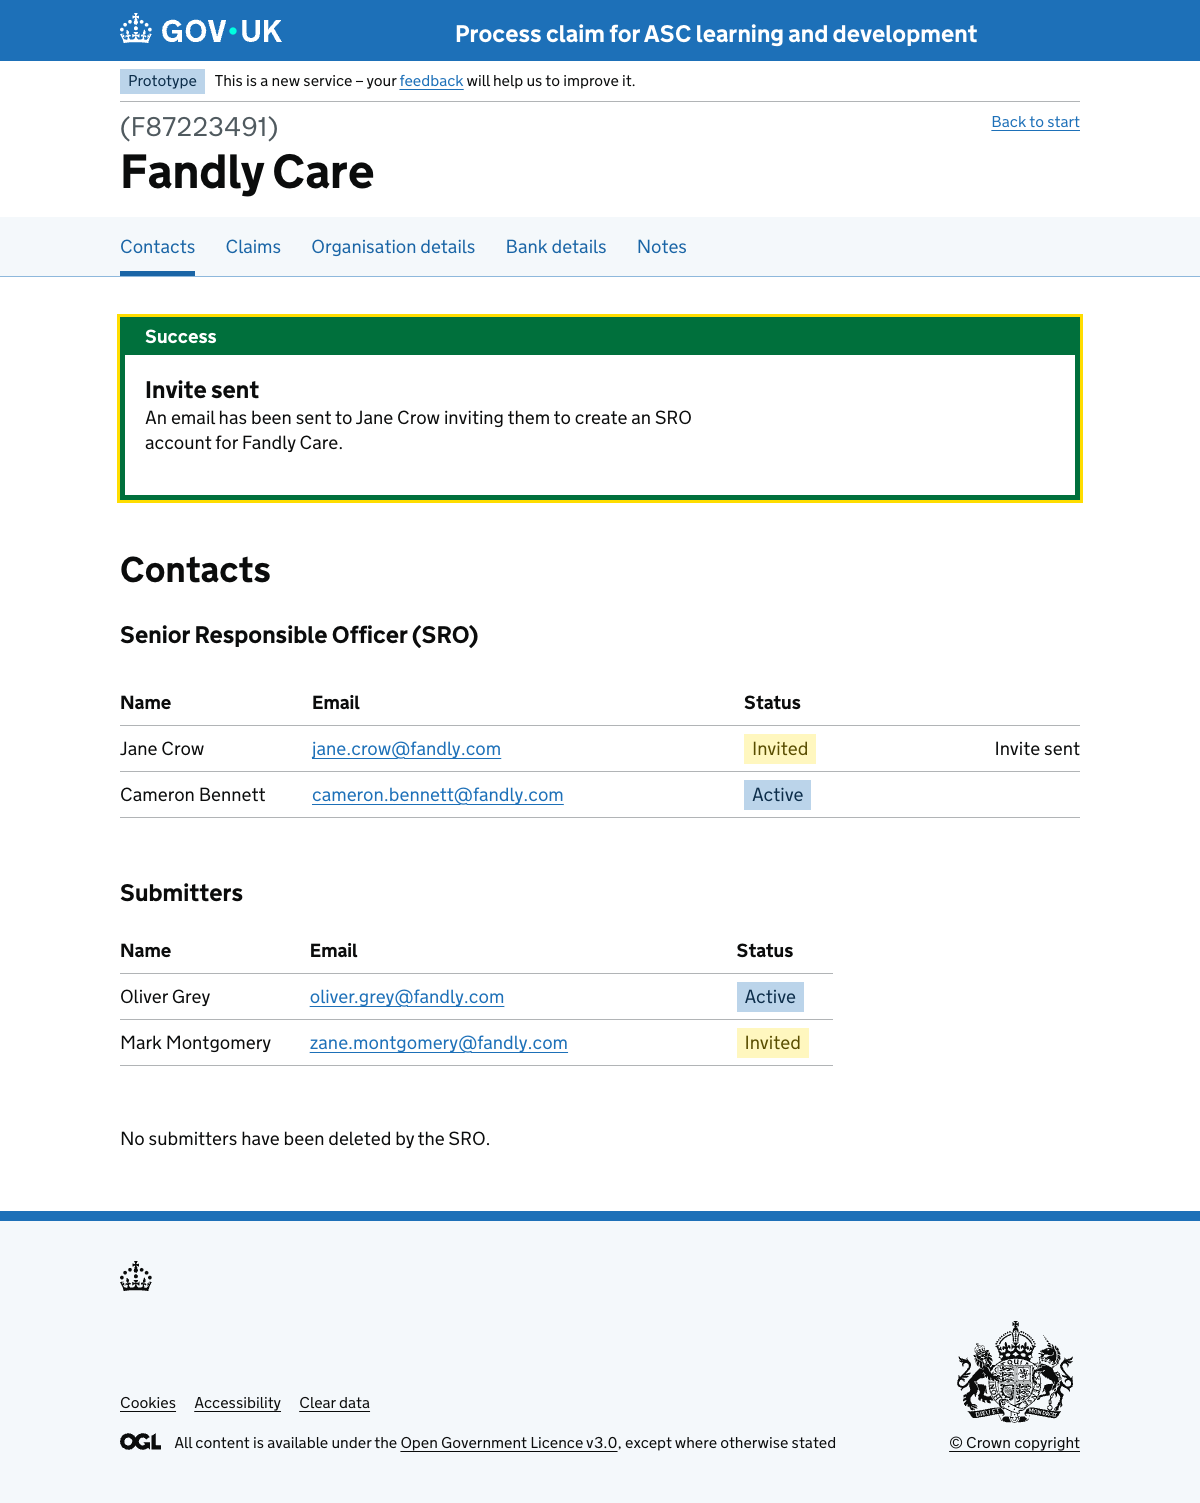 GOV·UK
Process claim for ASC learning and development
Prototype This is a new service – your feedback will help us to improve it.
(F87223491)
Back to start
Fandly Care
Contacts Claims Organisation details Bank details Notes
Success
Invite sent
An email has been sent to Jane Crow inviting them to create an SRO
account for Fandly Care.
Contacts
Senior Responsible Officer (SRO)
Name Email Status
Jane Crow jane.crow@fandly.com Invited Invite sent
Cameron Bennett cameron.bennett@fandly.com Active
Submitters
Name Email Status
Oliver Grey oliver.grey@fandly.com Active
Mark Montgomery zane.montgomery@fandly.com Invited
No submitters have been deleted by the SRO.
Cookies Accessibility Clear data
OGL All content is available under the Open Government Licence v3.0, except where otherwise stated
© Crown copyright